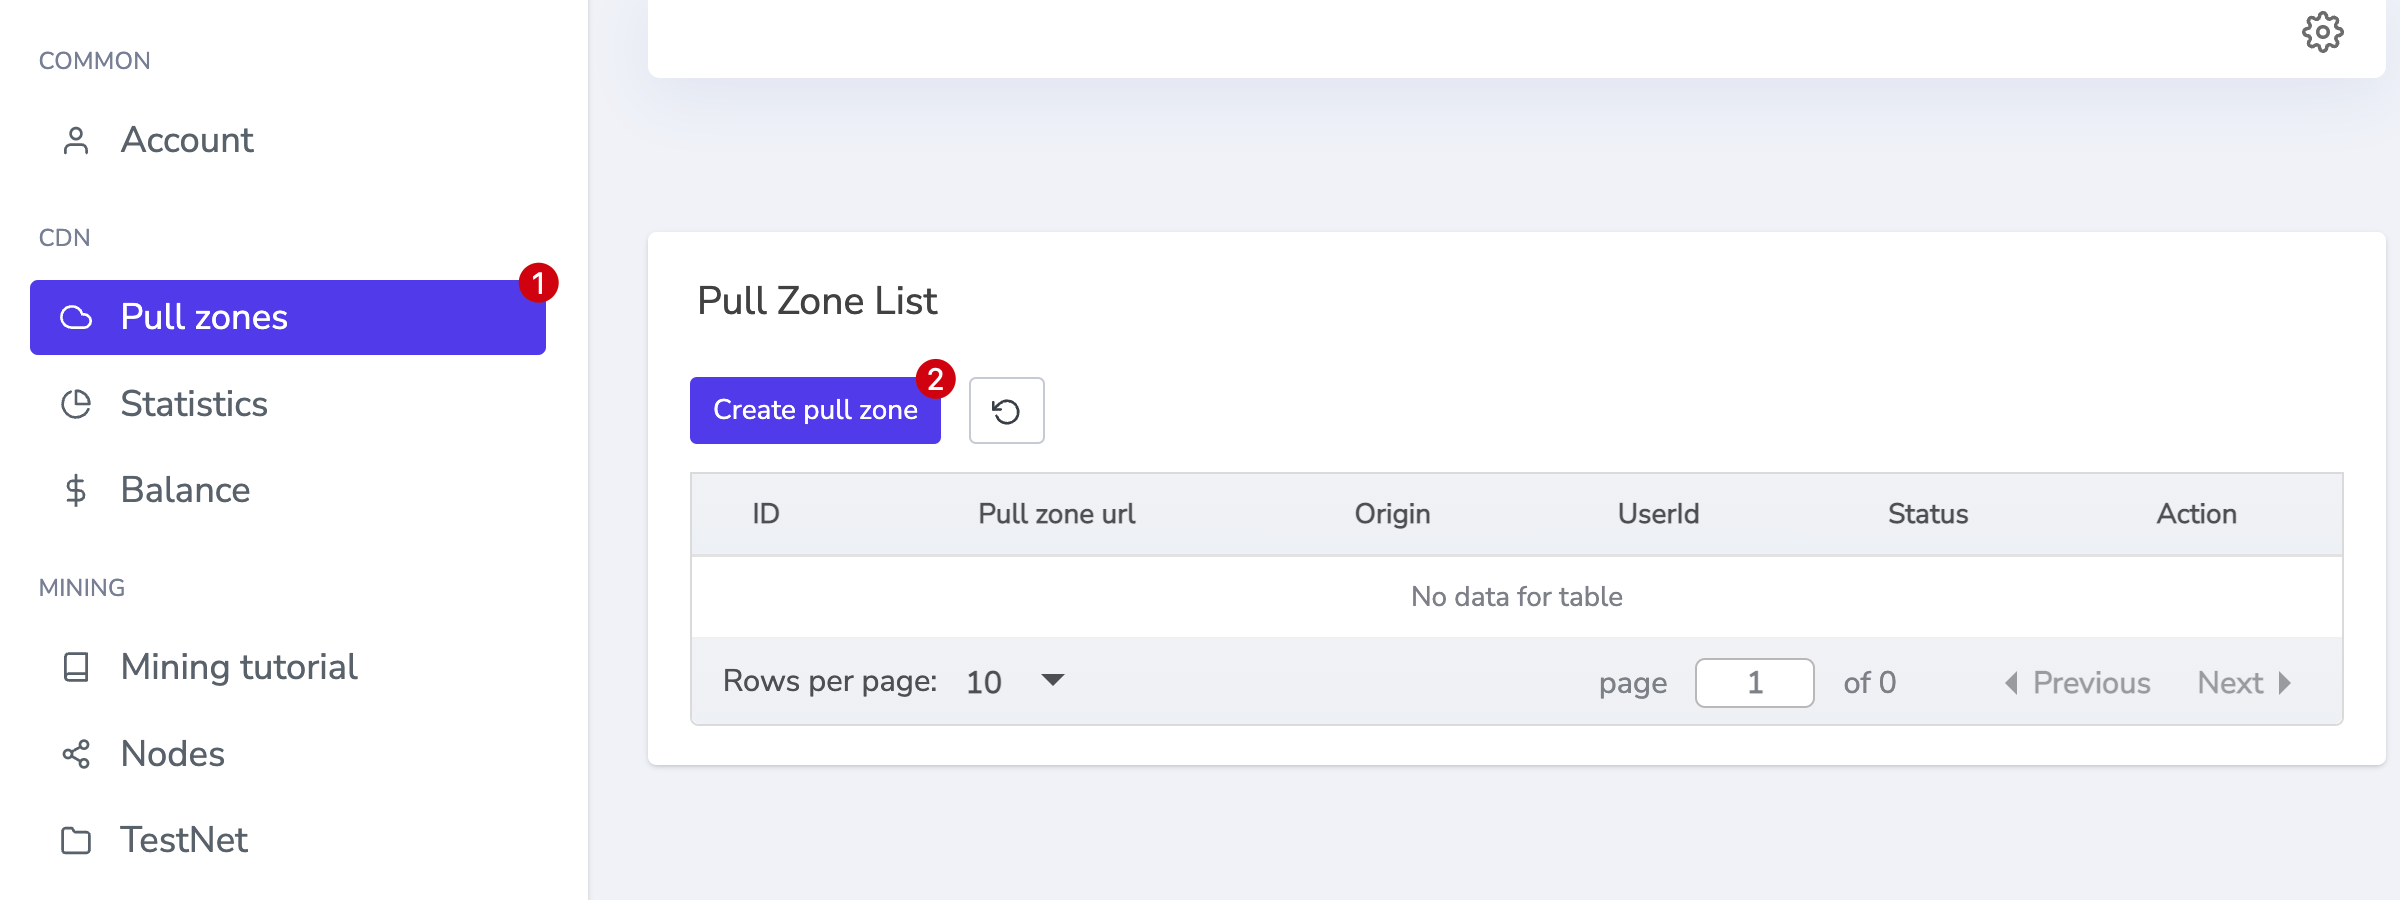 COMMON
Account
CDN
1
Pull zones
Statistics
Balance
MINING
Mining tutorial
Nodes
TestNet
Pull Zone List
2
Create pull zone
ID Pull zone url Origin UserId Status Action
No data for table
Rows per page: 10 page 1 of 0 Previous Next